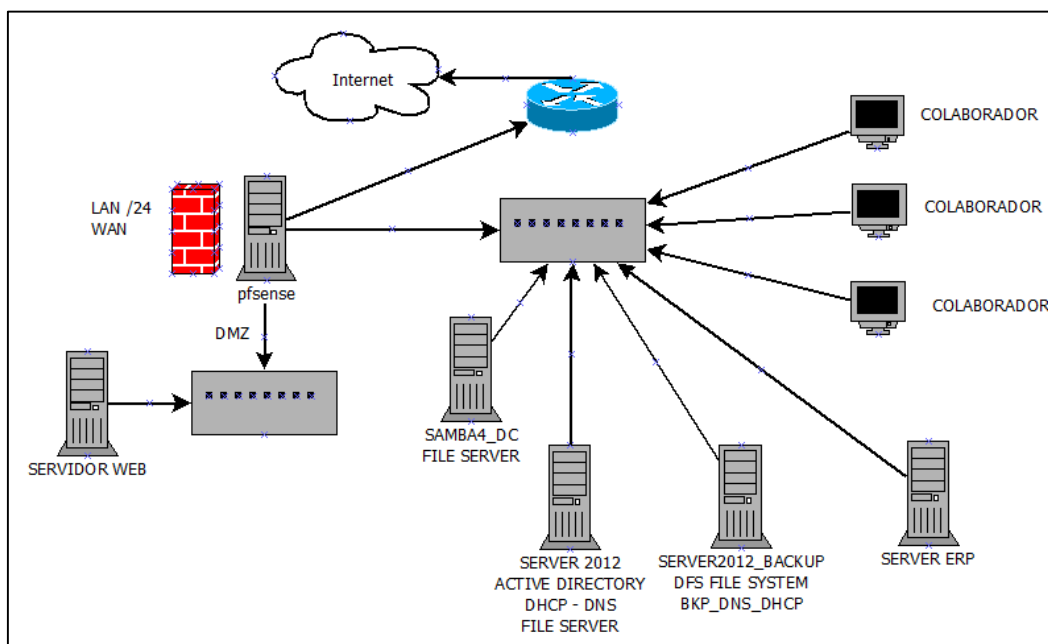 Internet
COLABORADOR
LAN /24
WAN
COLABORADOR
pfsense
COLABORADOR
DMZ
SAMBA4_DC
FILE SERVER
SERVIDOR WEB
SERVER 2012
ACTIVE DIRECTORY
DHCP - DNS
FILE SERVER
SERVER2012_BACKUP
DFS FILE SYSTEM
BKP_DNS_DHCP
SERVER ERP